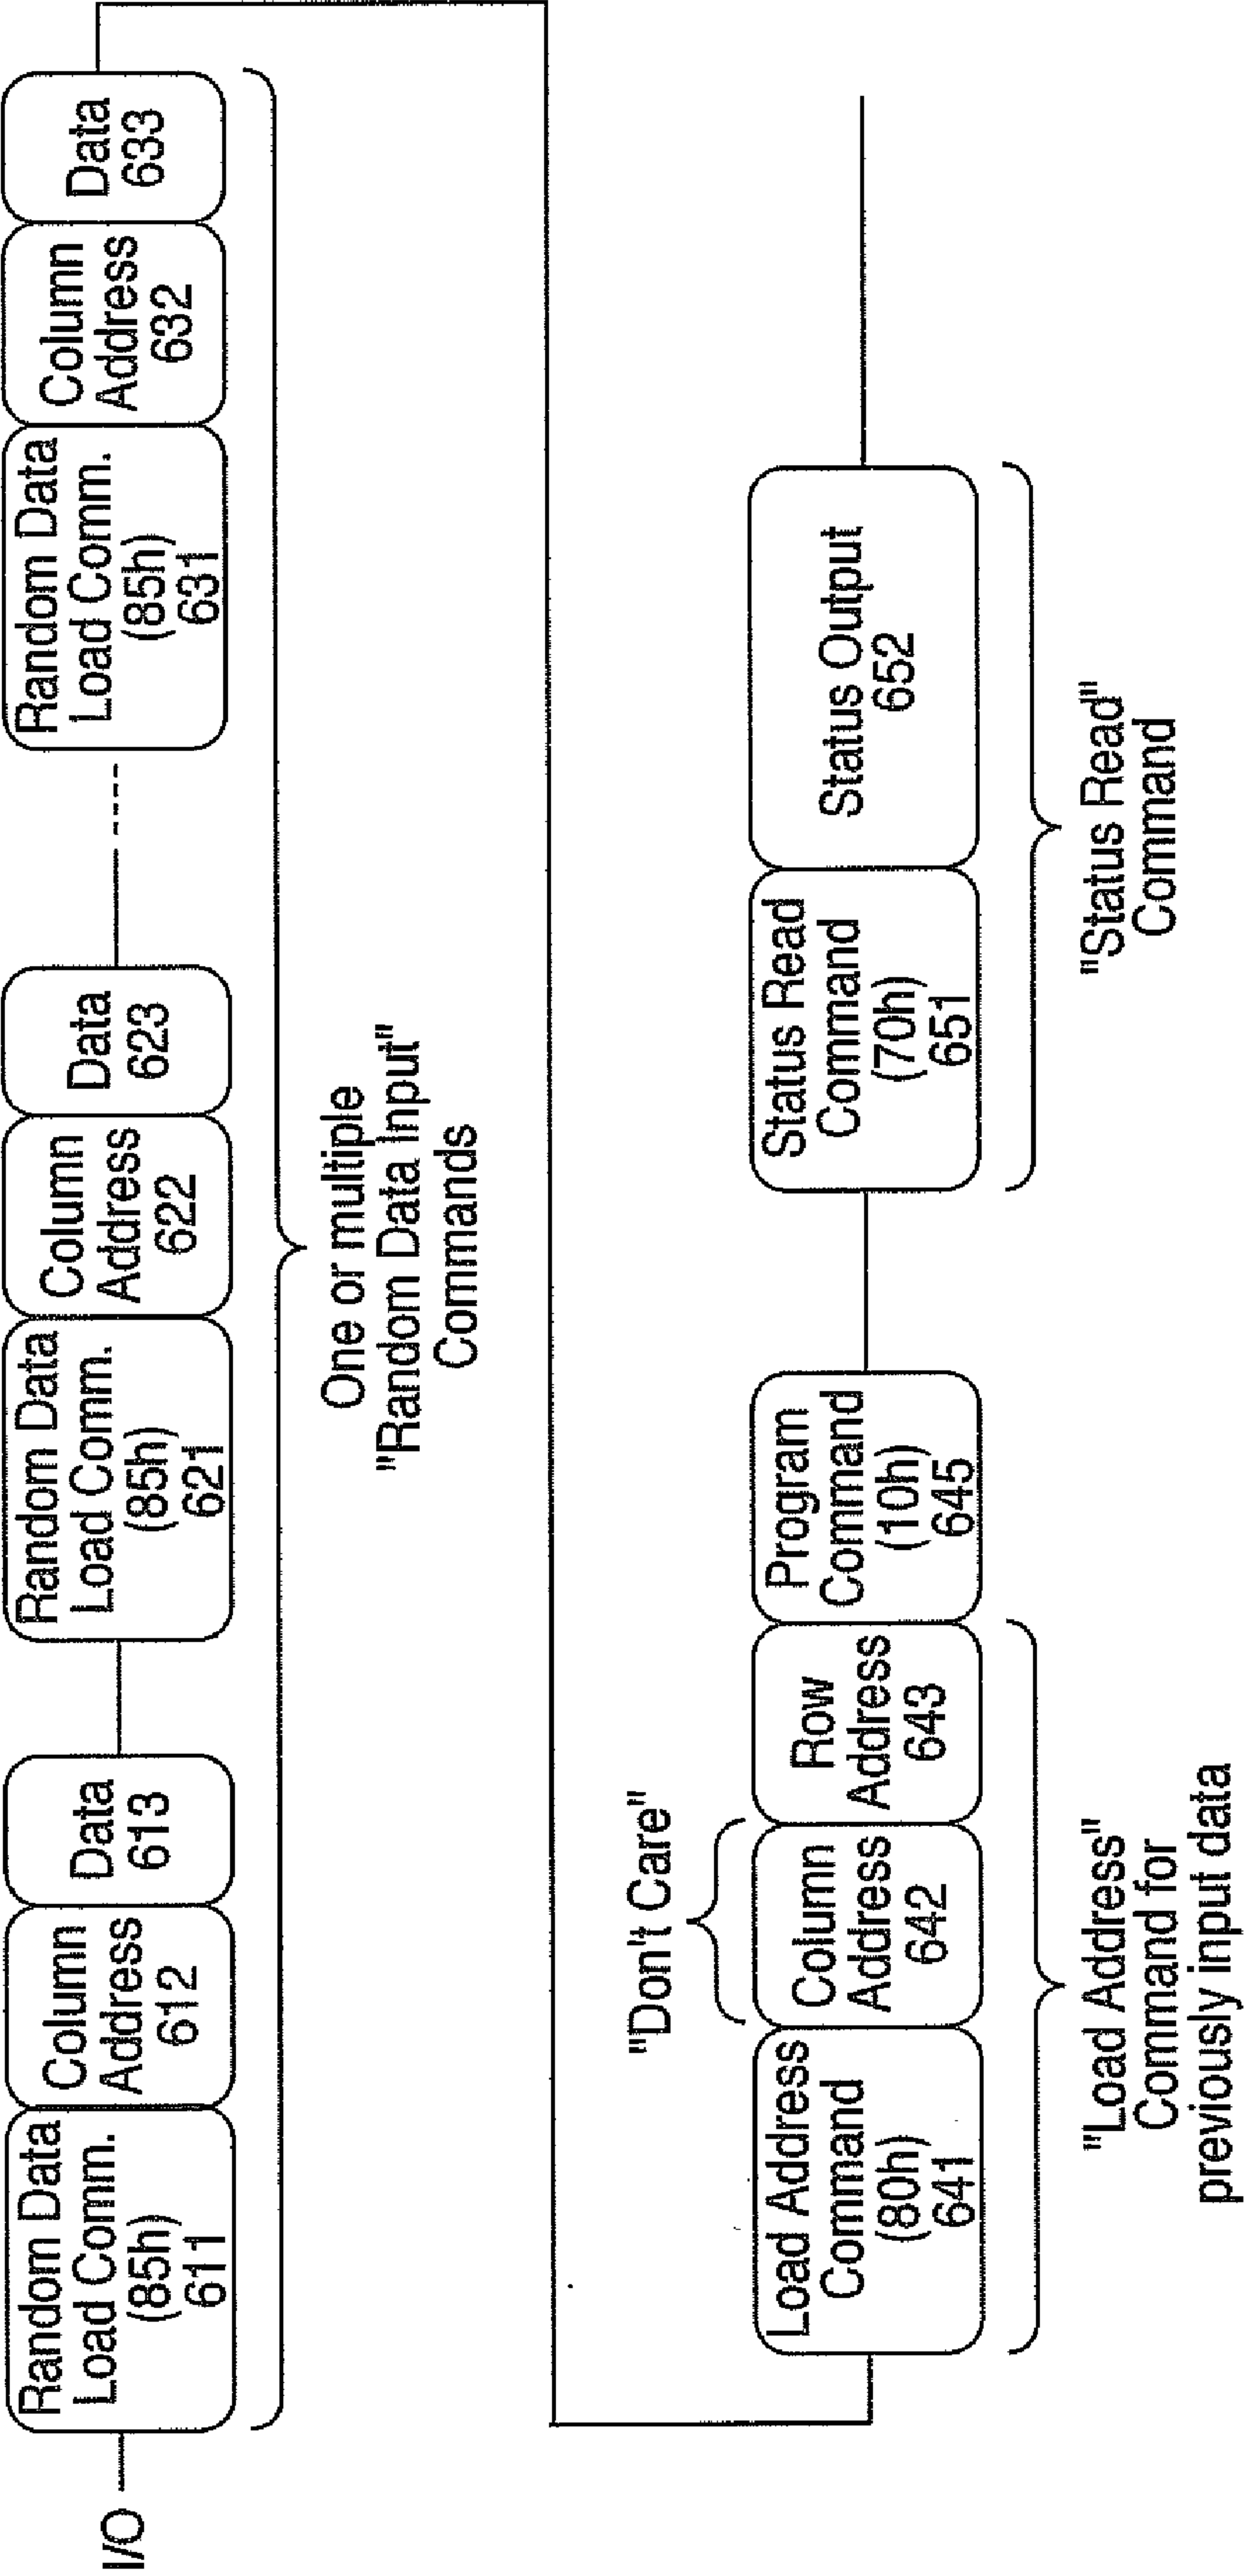 I/O
Random Data
Load Comm.
(85h)
611
Column
Address
612
Data
613
Random Data
Load Comm.
(85h)
621
Column
Address
622
Data
623
Random Data
Load Comm.
(85h)
631
Column
Address
632
Data
633
One or multiple
"Random Data Input"
Commands
"Don't Care"
Load Address
Command
(80h)
641
Column
Address
642
Row
Address
643
Program
Command
(10h)
645
Status Read
Command
(70h)
651
Status Output
652
"Load Address"
Command for
previously input data
"Status Read"
Command